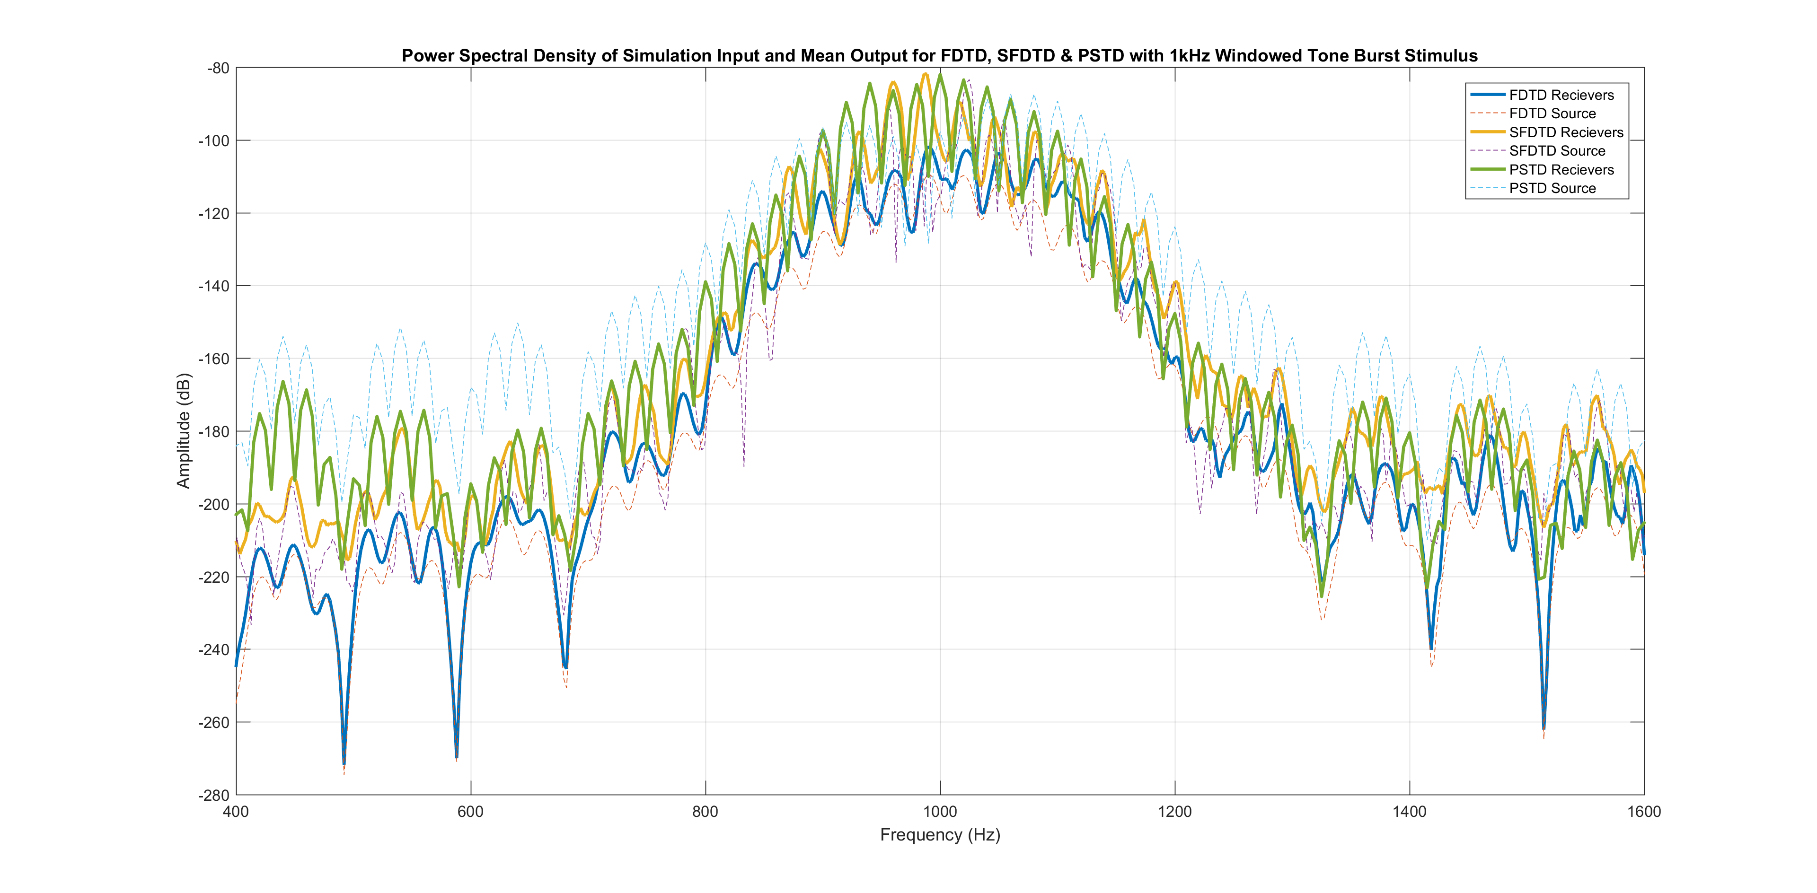 Power Spectral Density of Simulation Input and Mean Output for FDTD, SFDTD & PSTD with 1kHz Windowed Tone Burst Stimulus
-80
-100
-120
-140
-160
-180
-200
-220
-240
-260
-280
Amplitude (dB)
FDTD Recievers
FDTD Source
SFDTD Recievers
SFDTD Source
PSTD Recievers
PSTD Source
400
600
800
1000
1200
1400
1600
Frequency (Hz)